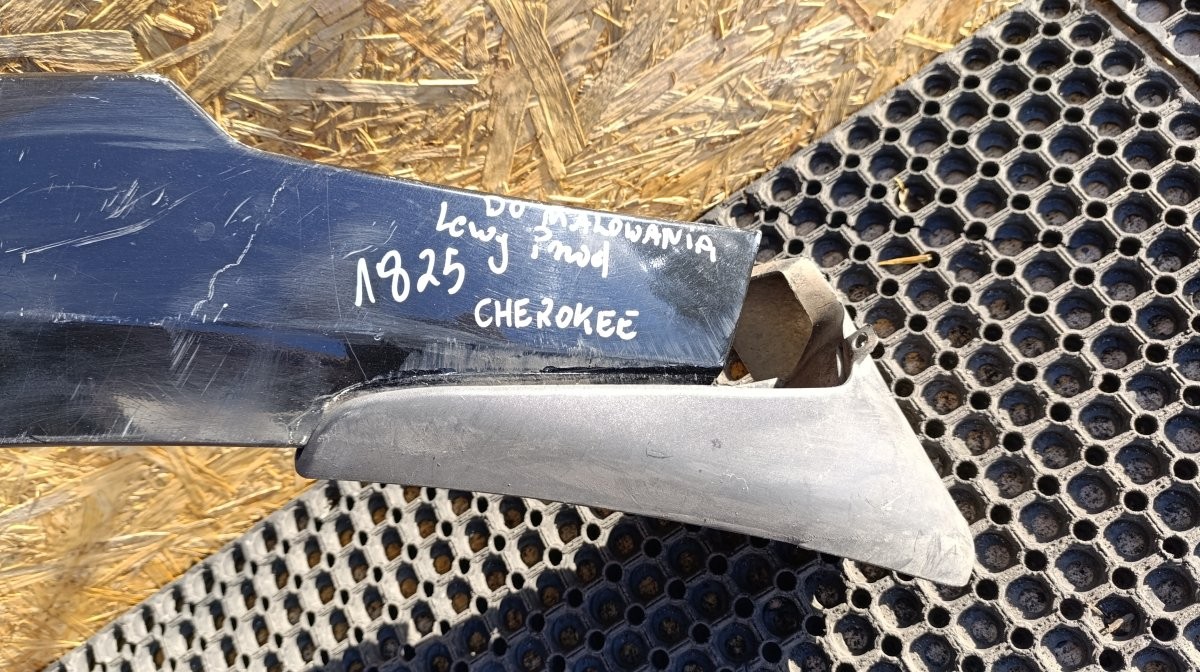 DO MALOWANIA
Lewy Przód
1825
CHEROKEE